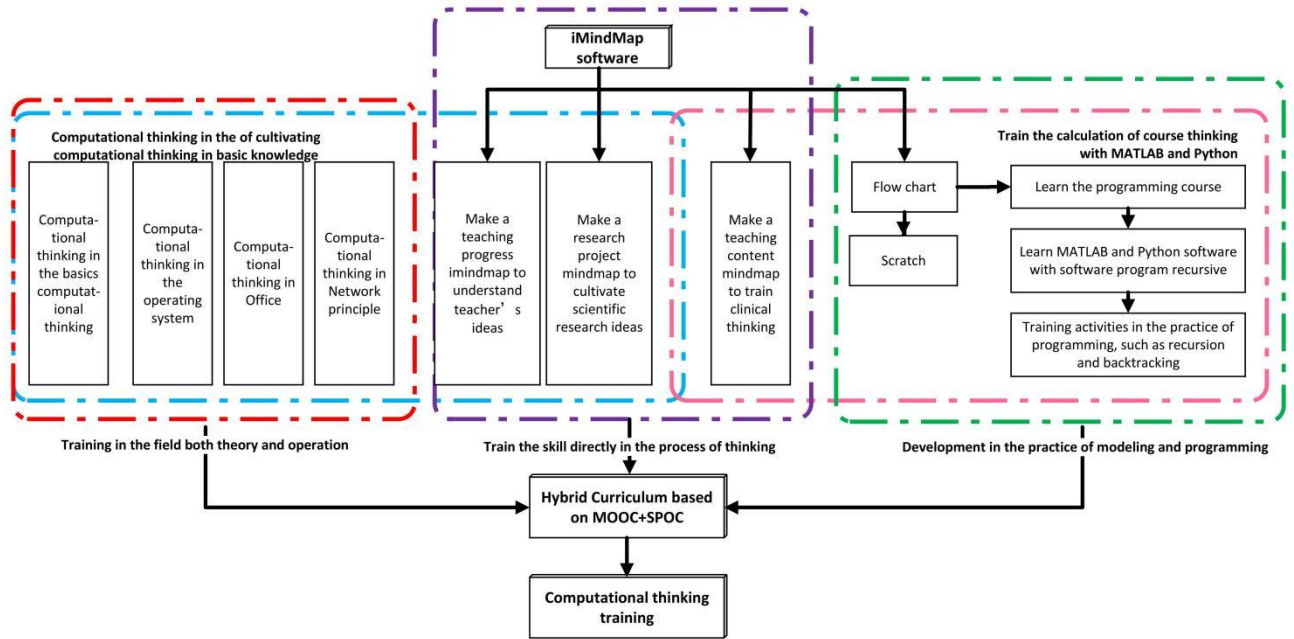 iMindMap
software
Computational thinking in the of cultivating
computational thinking in basic knowledge
Computa-
tional
thinking
in the basics
computat-
ional
thinking
Computa-
tional
thinking in
the
operating
system
Computa-
tional
thinking in
Office
Computa-
tional
thinking in
Network
principle
Make a
teaching
progress
imindmap to
understand
teacher's
ideas
Make a
research
project
mindmap to
cultivate
scientific
research ideas
Make a
teaching
content
mindmap
to train
clinical
thinking
Train the calculation of course thinking
with MATLAB and Python
Flow chart
Scratch
Learn the programming course
Learn MATLAB and Python software
with software program recursive
Training activities in the practice of
programming, such as recursion
and backtracking
Training in the field both theory and operation
Train the skill directly in the process of thinking
Development in the practice of modeling and programming
Hybrid Curriculum based
on MOOC+SPOC
Computational thinking
training